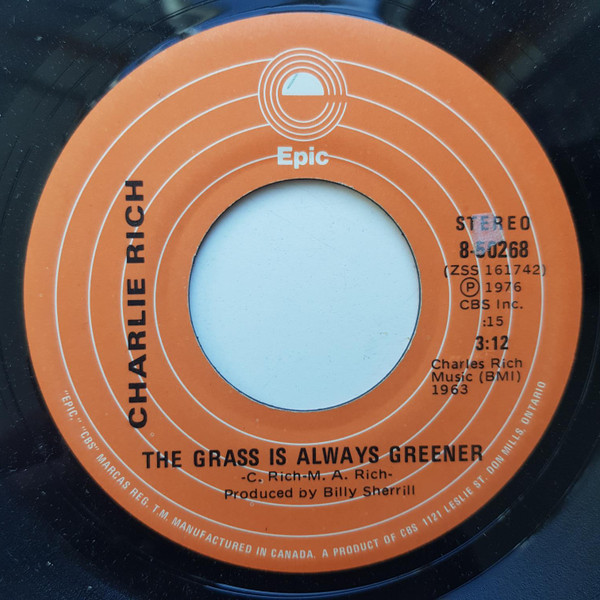 Epic
CHARLIE RICH
STEREO
8-50268
(ZSS 161742)
Ⓟ 1976
CBS Inc.
:15
3:12
Charles Rich
Music (BMI)
1963
THE GRASS IS ALWAYS GREENER
-C. Rich-M. A. Rich-
Produced by Billy Sherrill
"EPIC," "CBS" MARCAS REG. T.M. MANUFACTURED IN CANADA. A PRODUCT OF CBS 1121 LESLIE ST. DON MILLS, ONTARIO